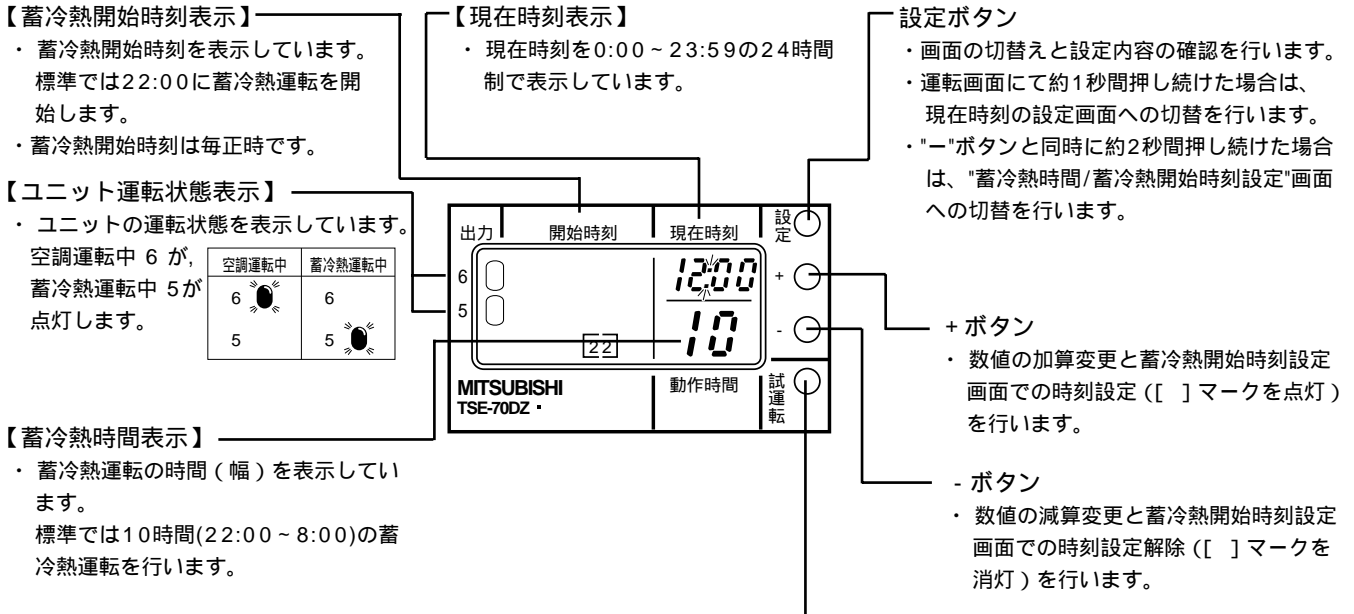 【蓄冷熱開始時刻表示】
・ 蓄冷熱開始時刻を表示しています。
標準では22:00に蓄冷熱運転を開
始します。
・蓄冷熱開始時刻は毎正時です。
【現在時刻表示】
・ 現在時刻を0:00～23:59の24時間
制で表示しています。
設定ボタン
・画面の切替えと設定内容の確認を行います。
・運転画面にて約1秒間押し続けた場合は、
現在時刻の設定画面への切替を行います。
・"ー"ボタンと同時に約2秒間押し続けた場合
は、"蓄冷熱時間/蓄冷熱開始時刻設定"画面
への切替を行います。
【ユニット運転状態表示】
・ ユニットの運転状態を表示しています。
空調運転中 6 が,
蓄冷熱運転中 5が
点灯します。
空調運転中 蓄冷熱運転中
6 6
5 5
出力 開始時刻 現在時刻 設定
6 12:00 +
5 22 10 -
MITSUBISHI 動作時間 試運転
TSE-70DZ
【蓄冷熱時間表示】
・ 蓄冷熱運転の時間（幅）を表示してい
ます。
標準では10時間(22:00～8:00)の蓄
冷熱運転を行います。
+ボタン
・ 数値の加算変更と蓄冷熱開始時刻設定
画面での時刻設定（[ ]マークを点灯）
を行います。
-ボタン
・ 数値の減算変更と蓄冷熱開始時刻設定
画面での時刻設定解除（[ ]マークを
消灯）を行います。